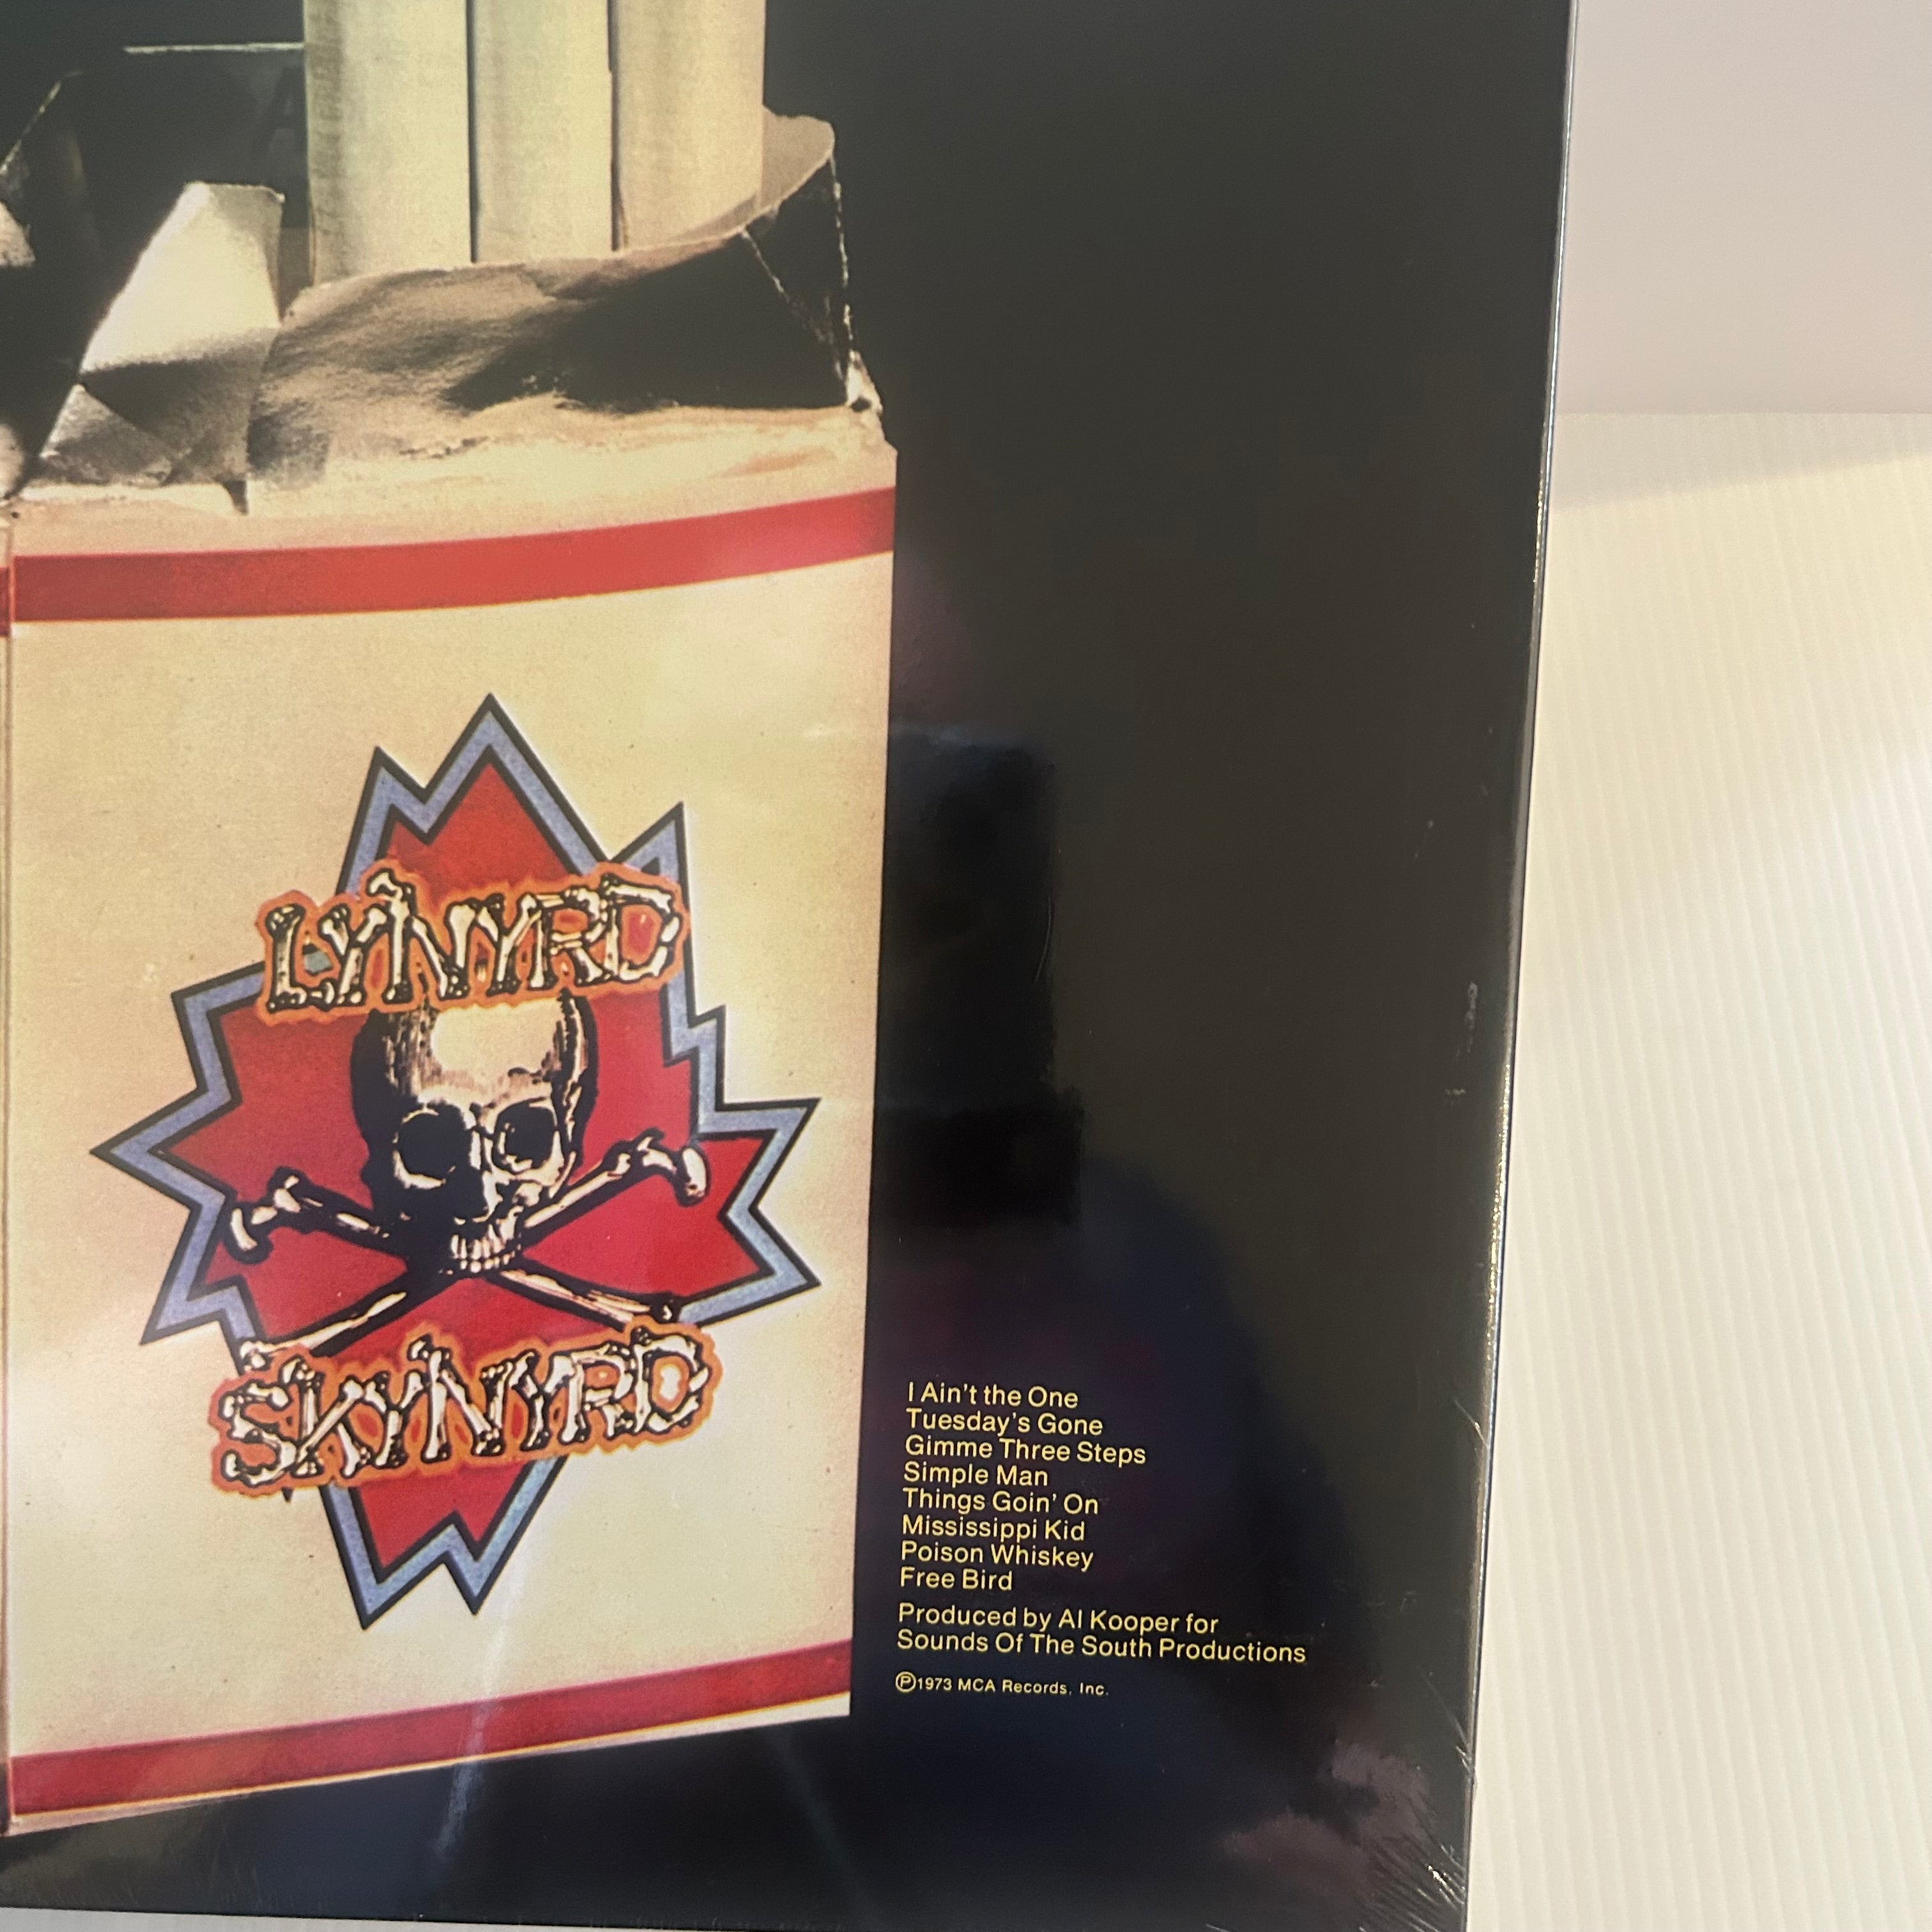 LYNYRD
SKYNYRD
I Ain't the One
Tuesday's Gone
Gimme Three Steps
Simple Man
Things Goin' On
Mississippi Kid
Poison Whiskey
Free Bird
Produced by Al Kooper for
Sounds Of The South Productions
℗1973 MCA Records, Inc.